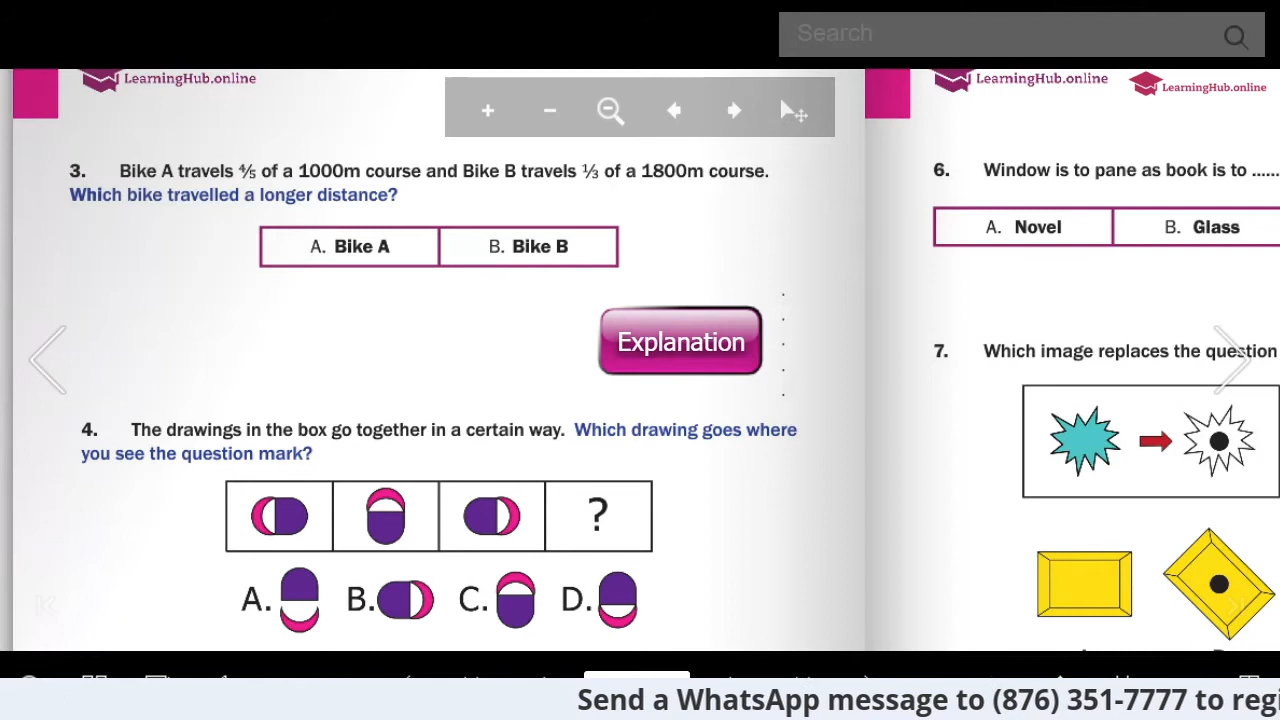 Search
LearningHub.online
LearningHub.online
LearningHub.online
+ −
3. Bike A travels ⅘ of a 1000m course and Bike B travels ⅓ of a 1800m course.
Which bike travelled a longer distance?
A. Bike A
B. Bike B
Explanation
4. The drawings in the box go together in a certain way. Which drawing goes where
you see the question mark?
?
A. B. C. D.
6. Window is to pane as book is to ......
A. Novel
B. Glass
7. Which image replaces the question
Send a WhatsApp message to (876) 351-7777 to regi